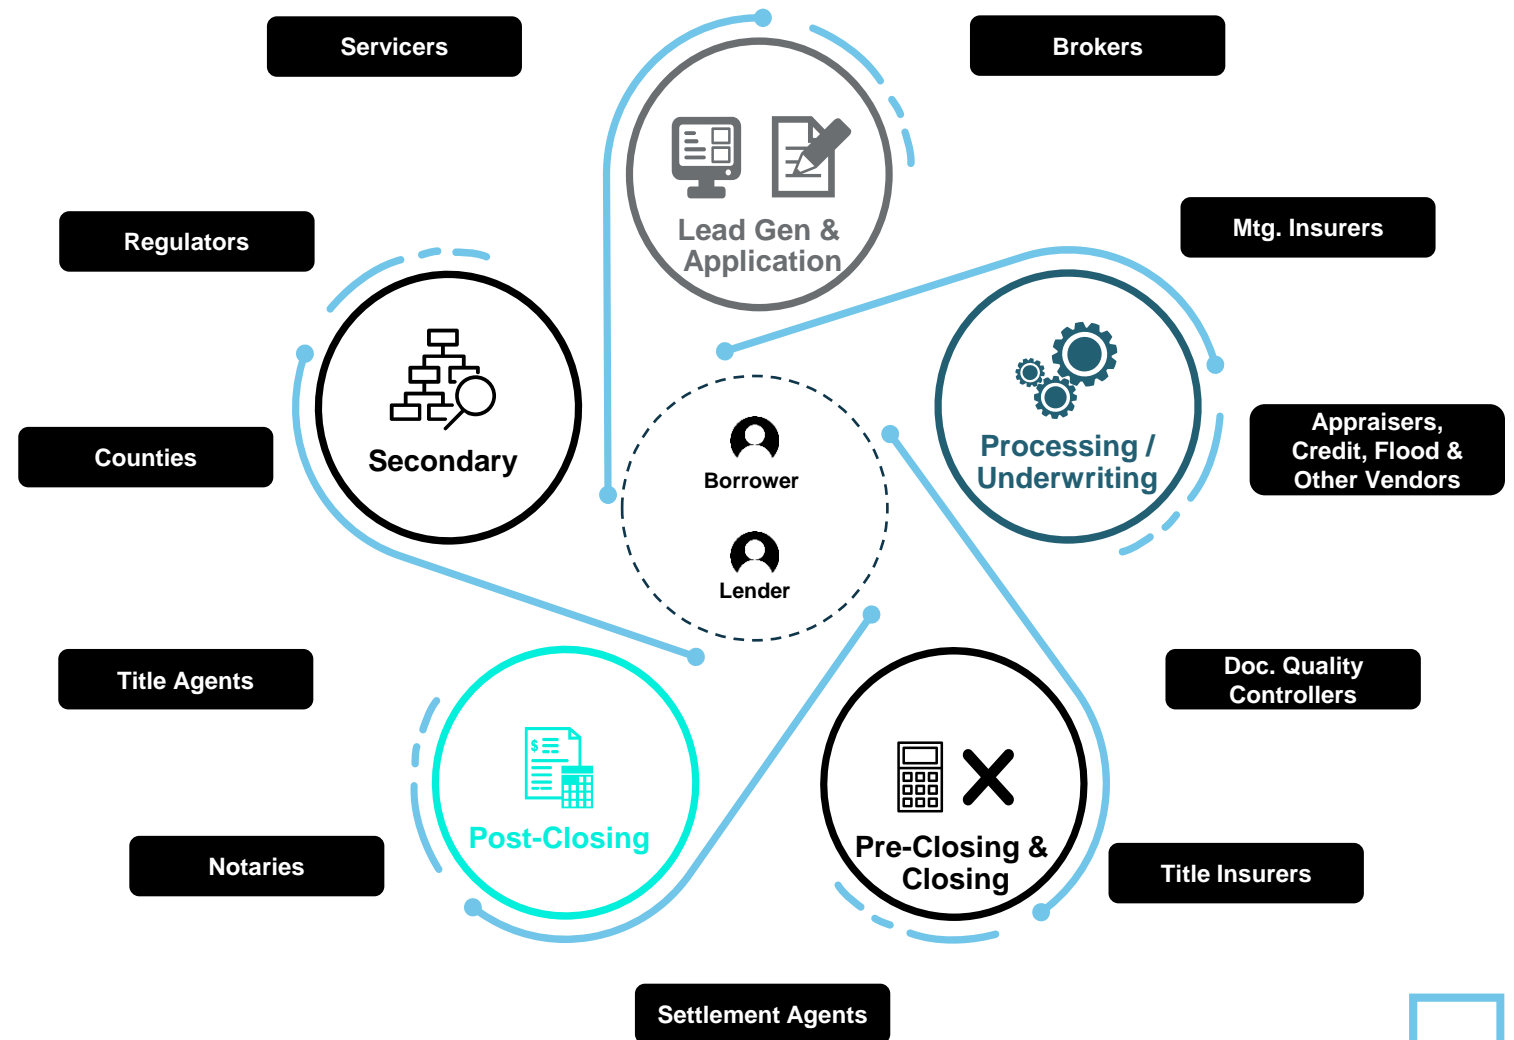 Servicers
Brokers
Lead Gen &
Application
Regulators
Mtg. Insurers
Secondary
Processing /
Underwriting
Counties
Appraisers,
Credit, Flood &
Other Vendors
Borrower
Lender
Title Agents
Doc. Quality
Controllers
$
Post-Closing
Pre-Closing &
Closing
Notaries
Title Insurers
Settlement Agents